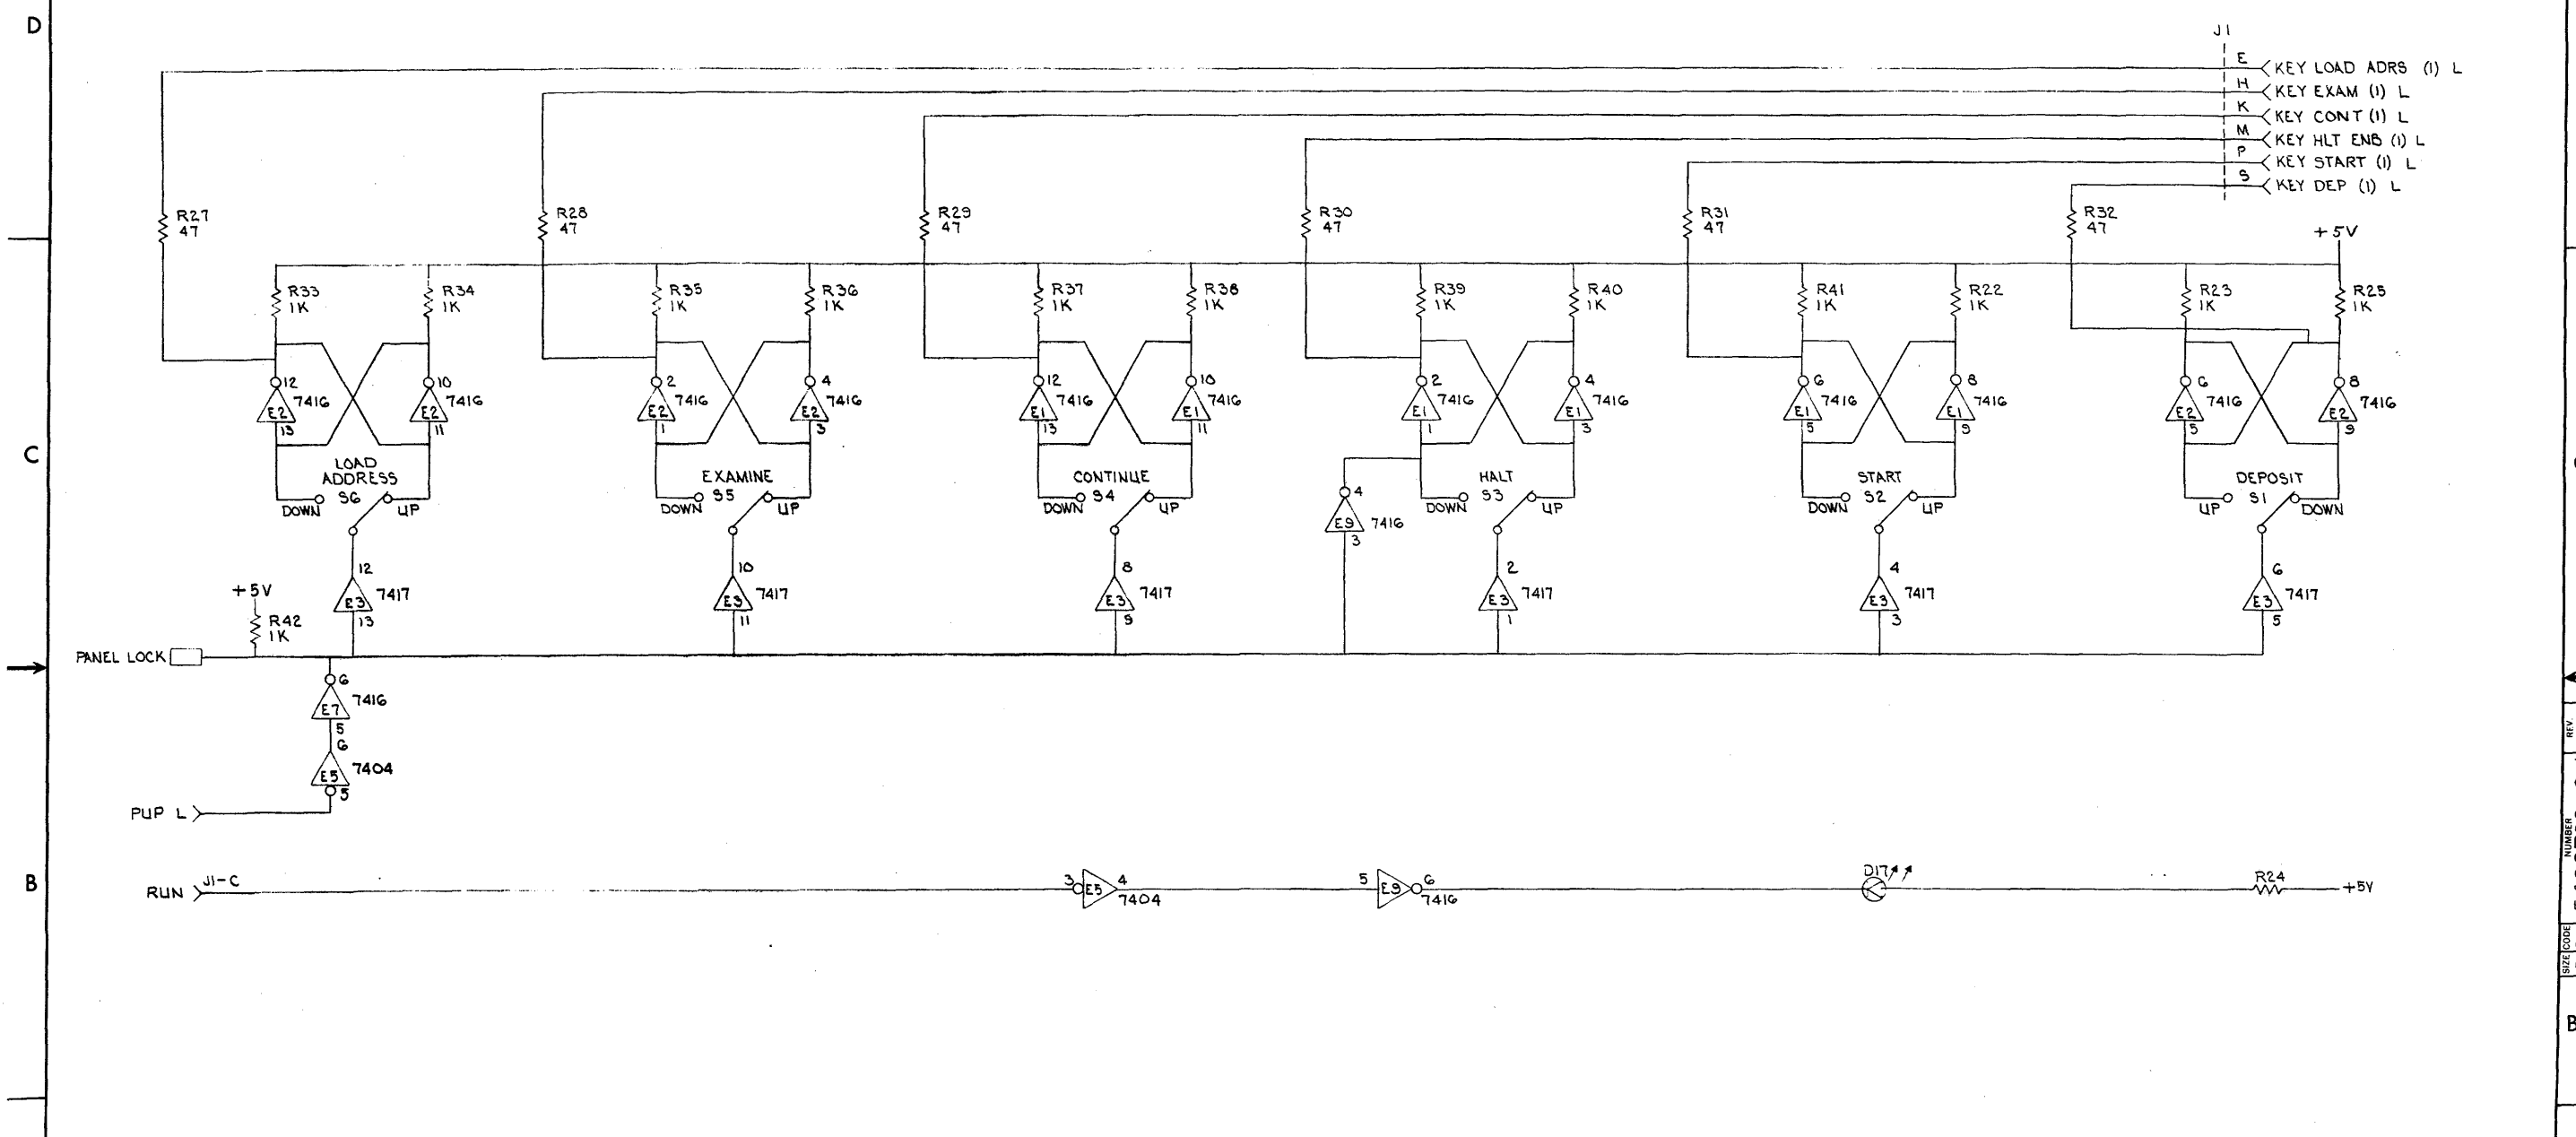 D
J1
E KEY LOAD ADRS (1) L
H KEY EXAM (1) L
K KEY CONT (1) L
M KEY HLT ENB (1) L
P KEY START (1) L
S KEY DEP (1) L
R27 47
R28 47
R29 47
R30 47
R31 47
R32 47
+5V
R33 1K
R34 1K
R35 1K
R36 1K
R37 1K
R38 1K
R39 1K
R40 1K
R41 1K
R22 1K
R23 1K
R25 1K
12 7416 E2 13
10 7416 E2 11
2 7416 E2 1
4 7416 E2 3
12 7416 E1 13
10 7416 E1 11
2 7416 E1 1
4 7416 E1 3
6 7416 E1 5
8 7416 E1 9
6 7416 E2 5
8 7416 E2 9
C
LOAD
ADDRESS
DOWN S6 UP
EXAMINE
DOWN S5 UP
CONTINUE
DOWN S4 UP
4 E9 7416 3
HALT
DOWN S3 UP
START
DOWN S2 UP
DEPOSIT
UP S1 DOWN
+5V
R42 1K
12 E3 7417 13
10 E3 7417 11
8 E3 7417 9
2 E3 7417 1
4 E3 7417 3
6 E3 7417 5
PANEL LOCK
6 7416 E7 5
6 E5 7404 5
PUP L
B
RUN J1-C
3 E5 4 7404
5 E9 6 7416
D17
R24
+5V
REV.
NUMBER
SIZE CODE
B